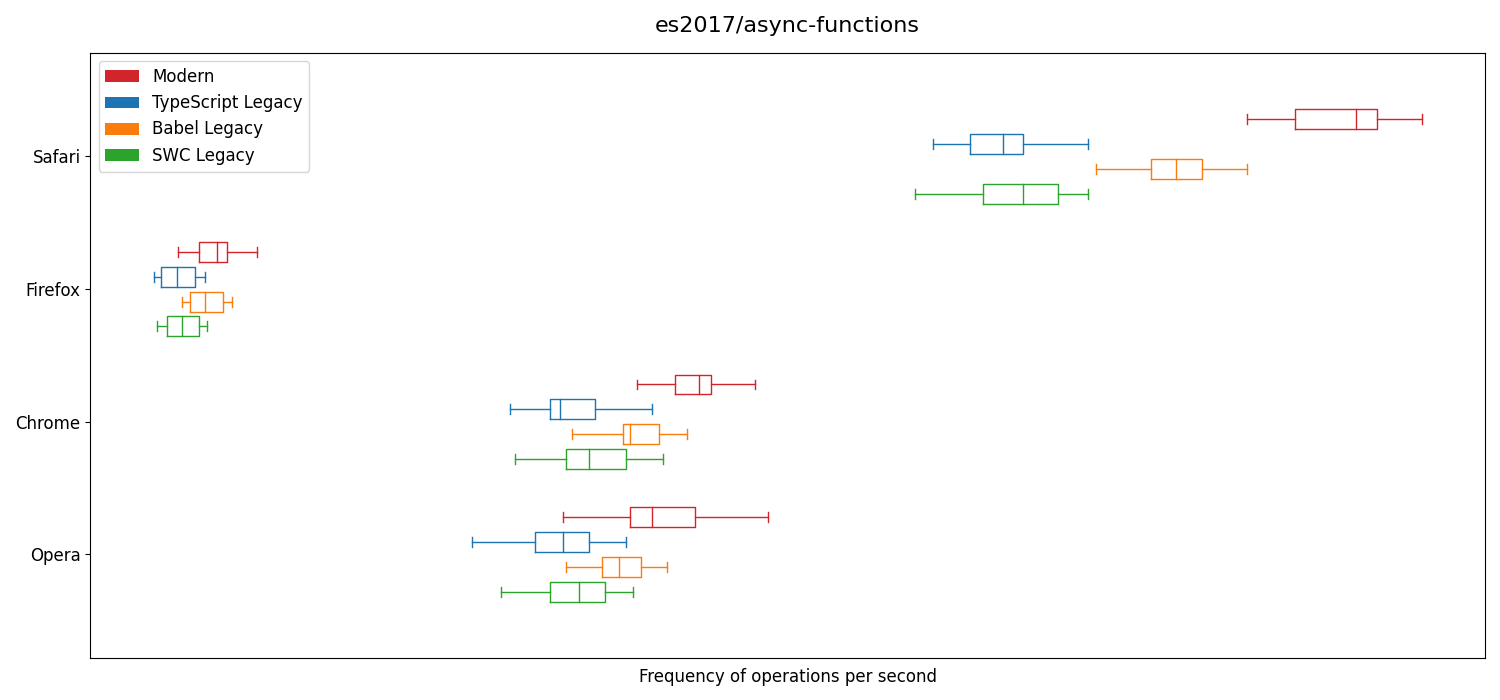 es2017/async-functions
Modern
TypeScript Legacy
Babel Legacy
SWC Legacy
Safari
Firefox
Chrome
Opera
Frequency of operations per second